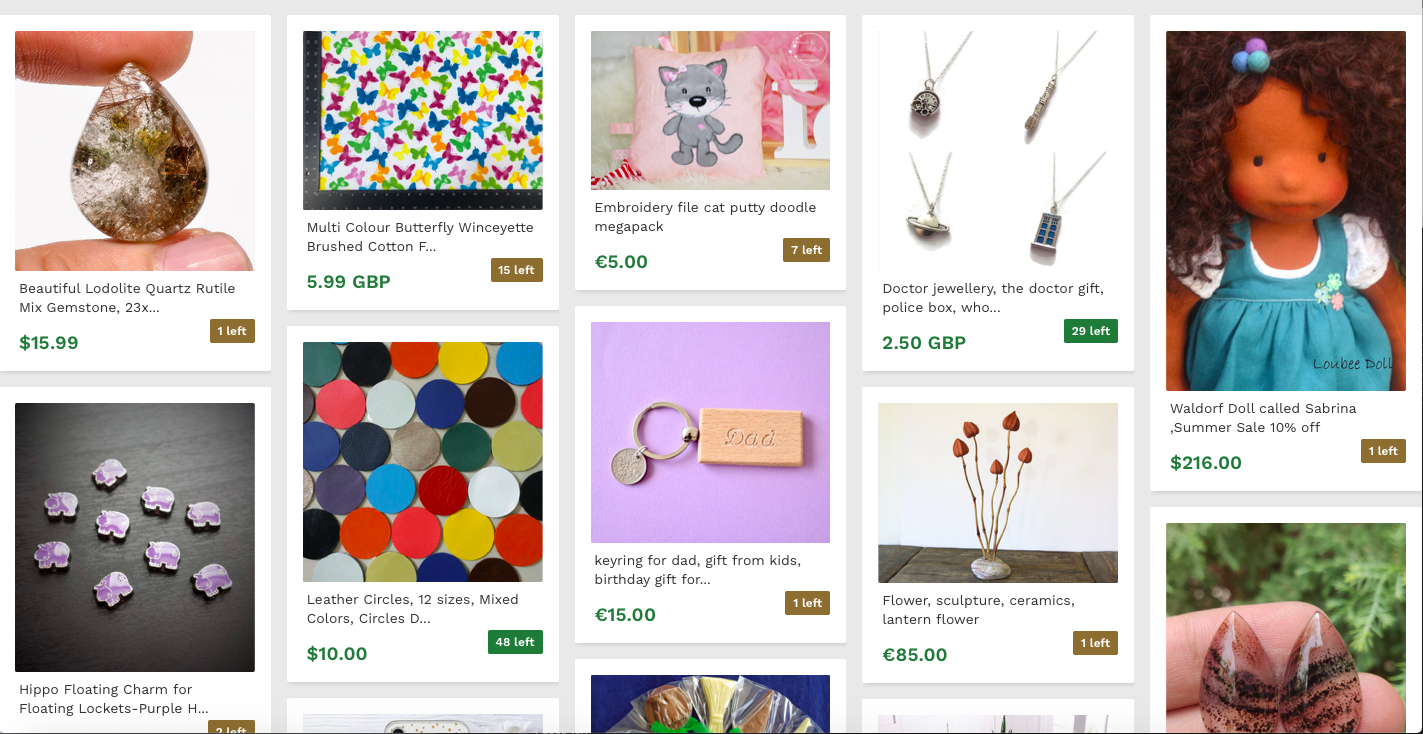 Beautiful Lodolite Quartz Rutile
Mix Gemstone, 23x...
$15.99
1 left
Hippo Floating Charm for
Floating Lockets-Purple H...
2 left
Multi Colour Butterfly Winceyette
Brushed Cotton F...
5.99 GBP
15 left
Leather Circles, 12 sizes, Mixed
Colors, Circles D...
$10.00
48 left
Embroidery file cat putty doodle
megapack
€5.00
7 left
Dad
keyring for dad, gift from kids,
birthday gift for...
€15.00
1 left
Doctor jewellery, the doctor gift,
police box, who...
2.50 GBP
29 left
Flower, sculpture, ceramics,
lantern flower
€85.00
1 left
Loubee Doll
Waldorf Doll called Sabrina
,Summer Sale 10% off
$216.00
1 left